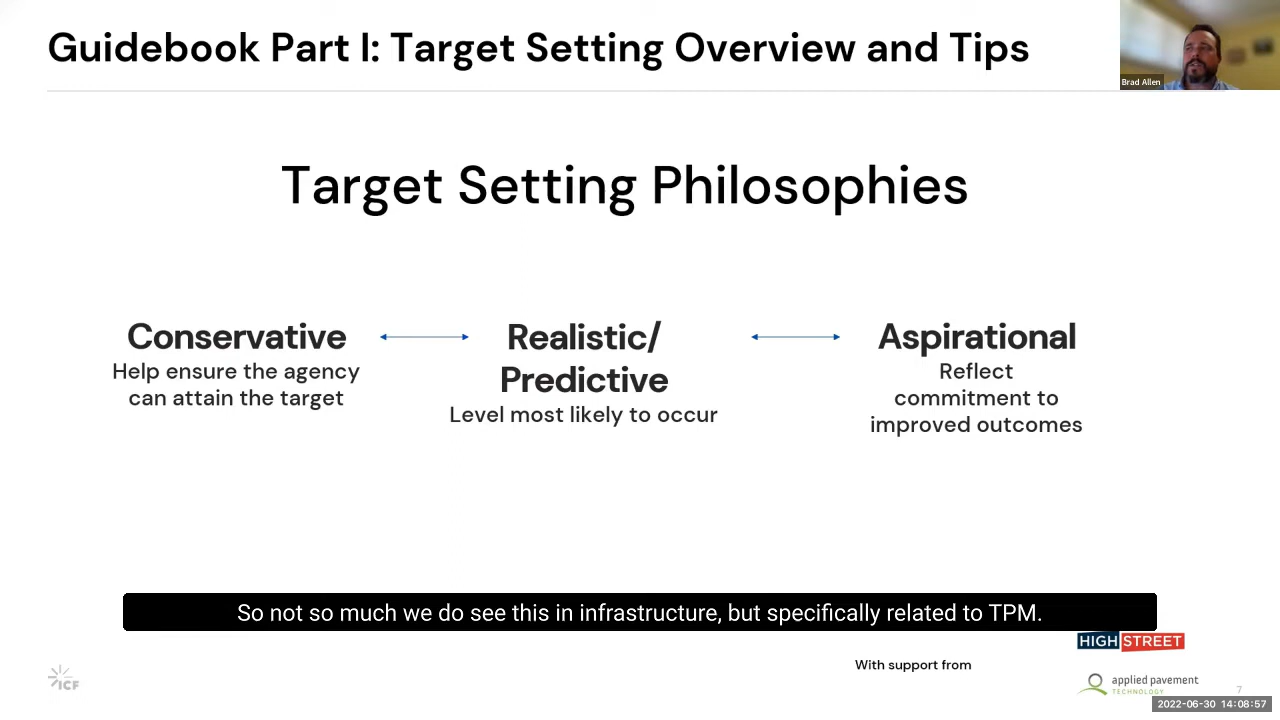 Guidebook Part I: Target Setting Overview and Tips
Brad Allen
Target Setting Philosophies
Conservative
Help ensure the agency
can attain the target
Realistic/
Predictive
Level most likely to occur
Aspirational
Reflect
commitment to
improved outcomes
So not so much we do see this in infrastructure, but specifically related to TPM.
HIGH STREET
With support from
ICF
applied pavement
TECHNOLOGY
7
2022-06-30 14:08:57